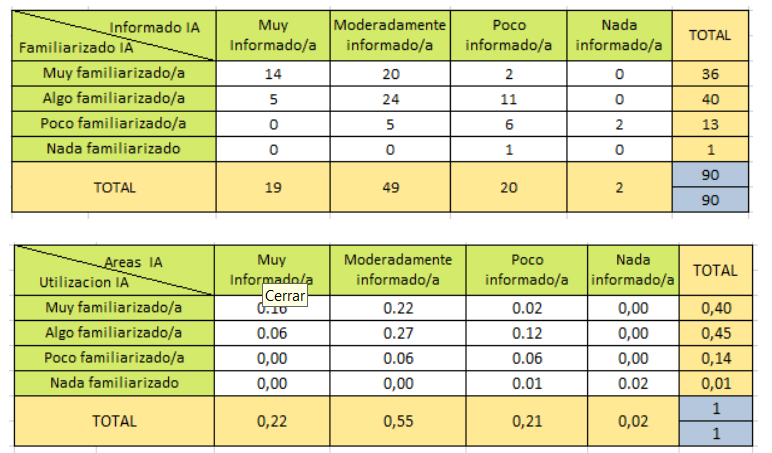 Informado IA
Familiarizado IA
Muy Informado/a Moderadamente informado/a Poco informado/a Nada informado/a TOTAL
Muy familiarizado/a 14 20 2 0 36
Algo familiarizado/a 5 24 11 0 40
Poco familiarizado/a 0 5 6 2 13
Nada familiarizado 0 0 1 0 1
TOTAL 19 49 20 2 90
90
Areas IA
Utilizacion IA
Muy Informado/a Moderadamente informado/a Poco informado/a Nada informado/a TOTAL
Cerrar
Muy familiarizado/a 0.16 0.22 0.02 0,00 0,40
Algo familiarizado/a 0.06 0.27 0.12 0,00 0,45
Poco familiarizado/a 0,00 0.06 0.06 0,00 0,14
Nada familiarizado 0,00 0,00 0.01 0.02 0,01
TOTAL 0,22 0,55 0,21 0,02 1
1